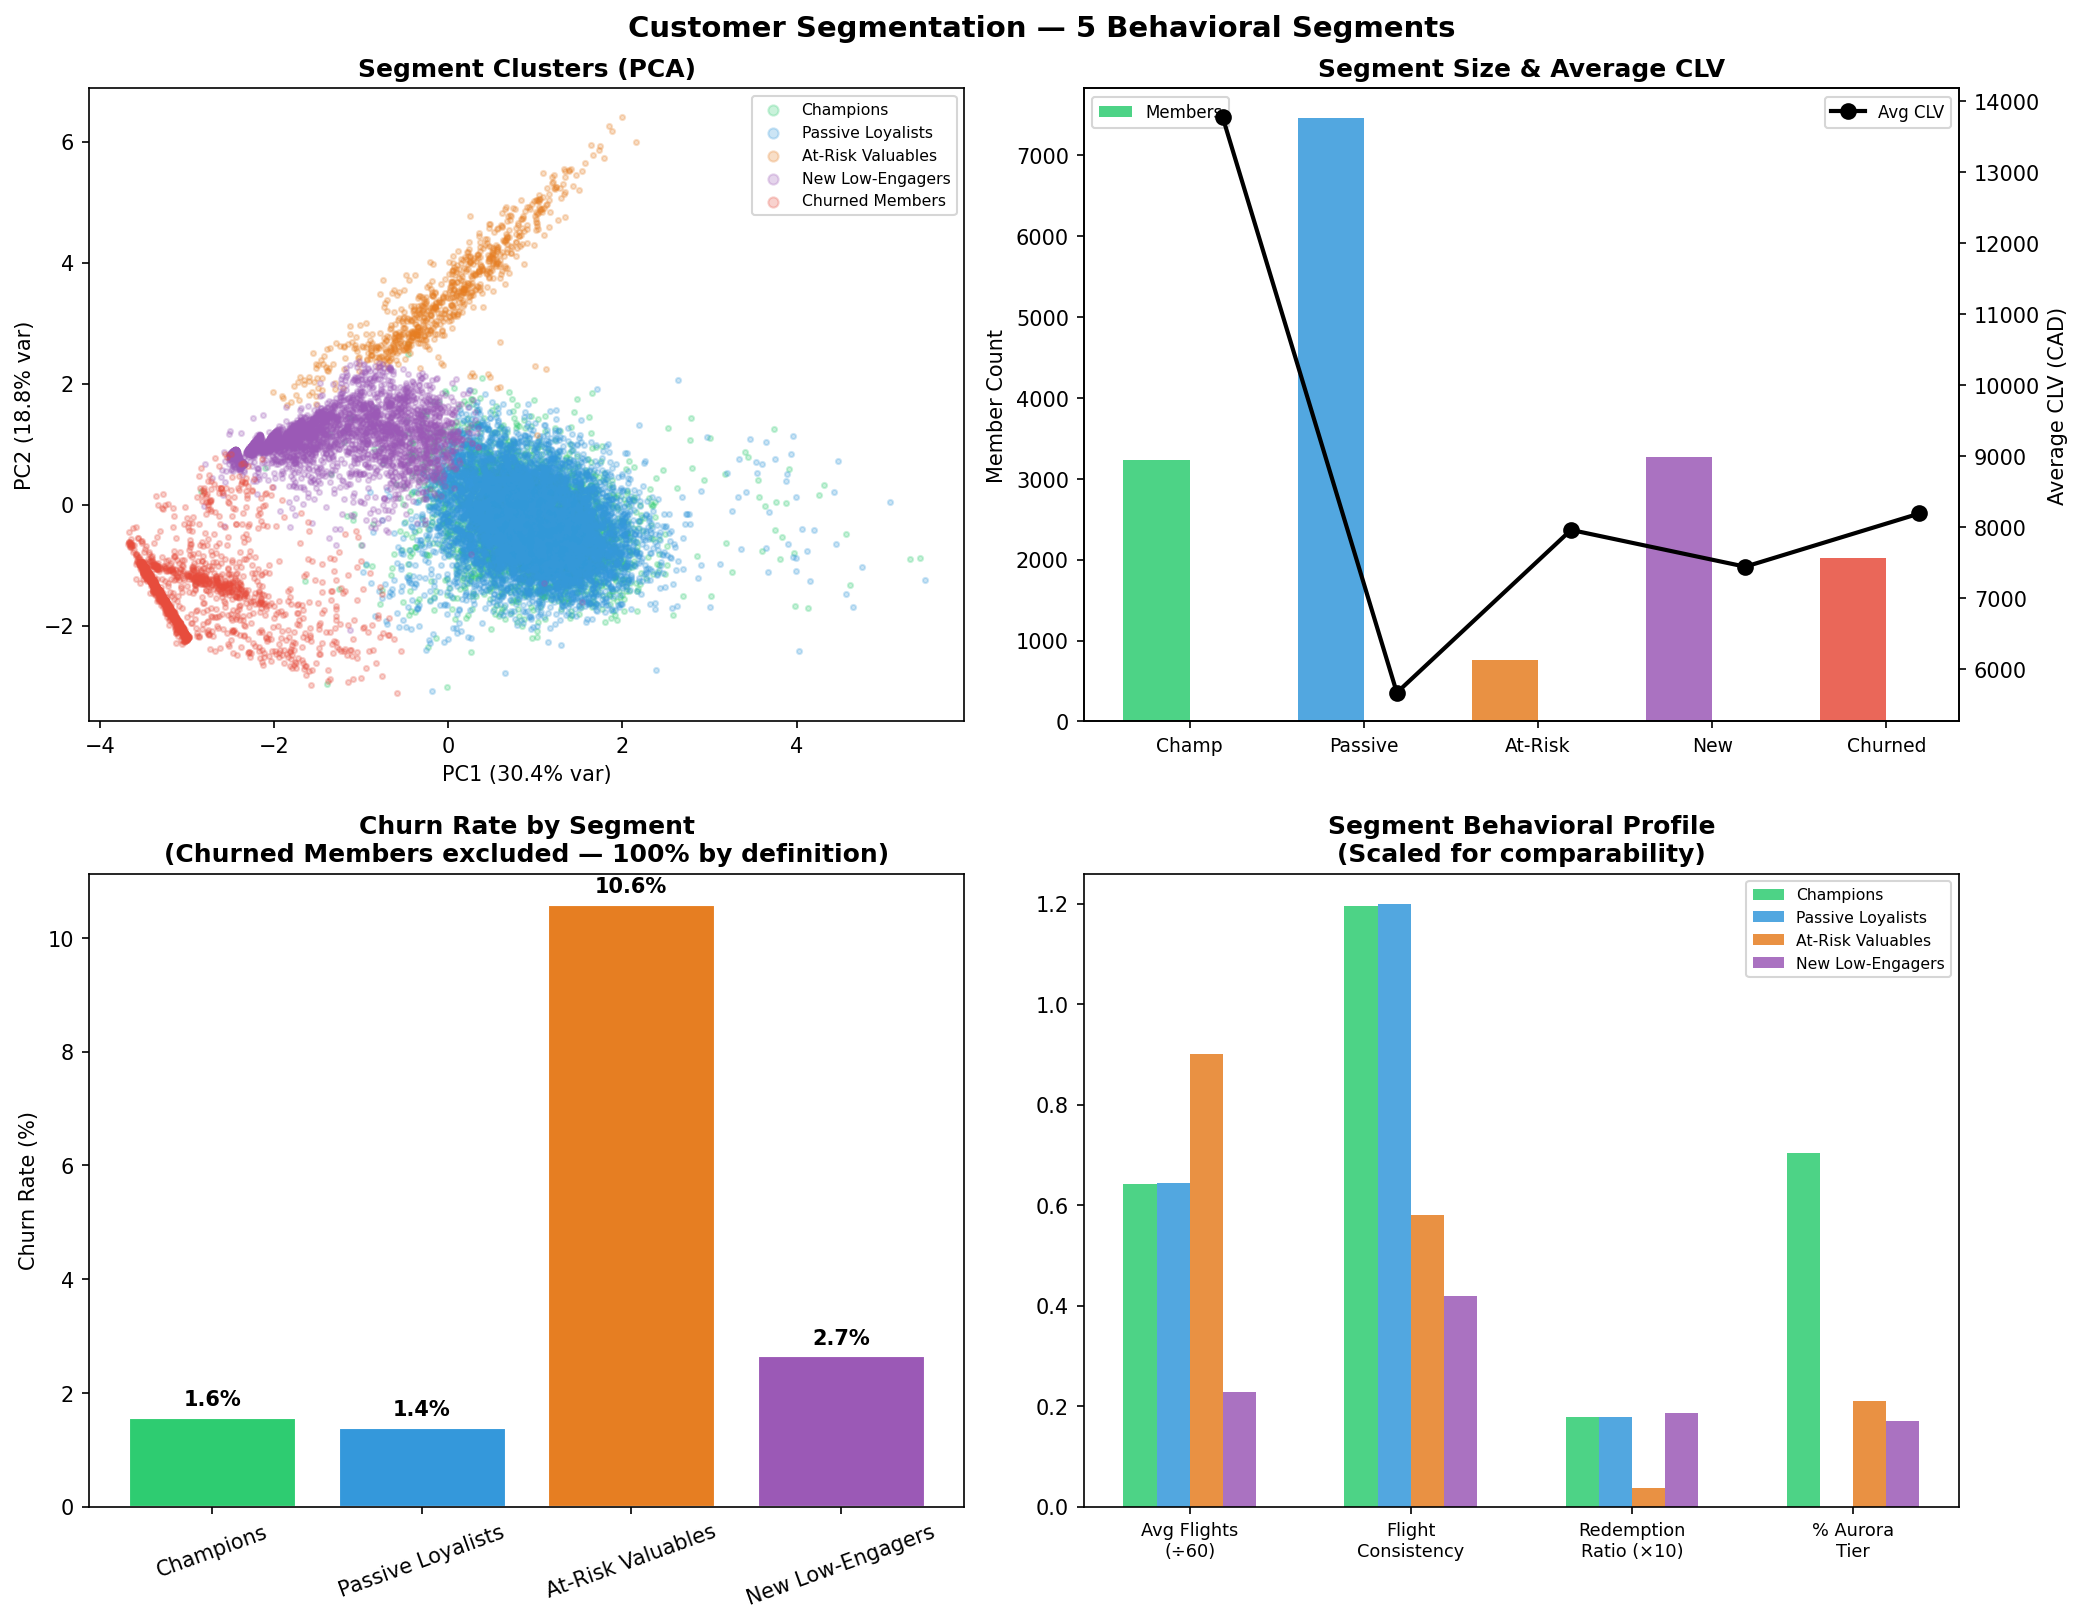 Customer Segmentation — 5 Behavioral Segments
Segment Clusters (PCA)
Champions
Passive Loyalists
At-Risk Valuables
New Low-Engagers
Churned Members
6
4
2
0
−2
PC2 (18.8% var)
−4
−2
0
2
4
PC1 (30.4% var)
Segment Size & Average CLV
Members
Avg CLV
7000
6000
5000
4000
3000
2000
1000
0
Member Count
14000
13000
12000
11000
10000
9000
8000
7000
6000
Average CLV (CAD)
Champ
Passive
At-Risk
New
Churned
Churn Rate by Segment
(Churned Members excluded — 100% by definition)
10.6%
2.7%
1.6%
1.4%
10
8
6
4
2
0
Churn Rate (%)
Champions
Passive Loyalists
At-Risk Valuables
New Low-Engagers
Segment Behavioral Profile
(Scaled for comparability)
Champions
Passive Loyalists
At-Risk Valuables
New Low-Engagers
1.2
1.0
0.8
0.6
0.4
0.2
0.0
Avg Flights
(÷60)
Flight
Consistency
Redemption
Ratio (×10)
% Aurora
Tier